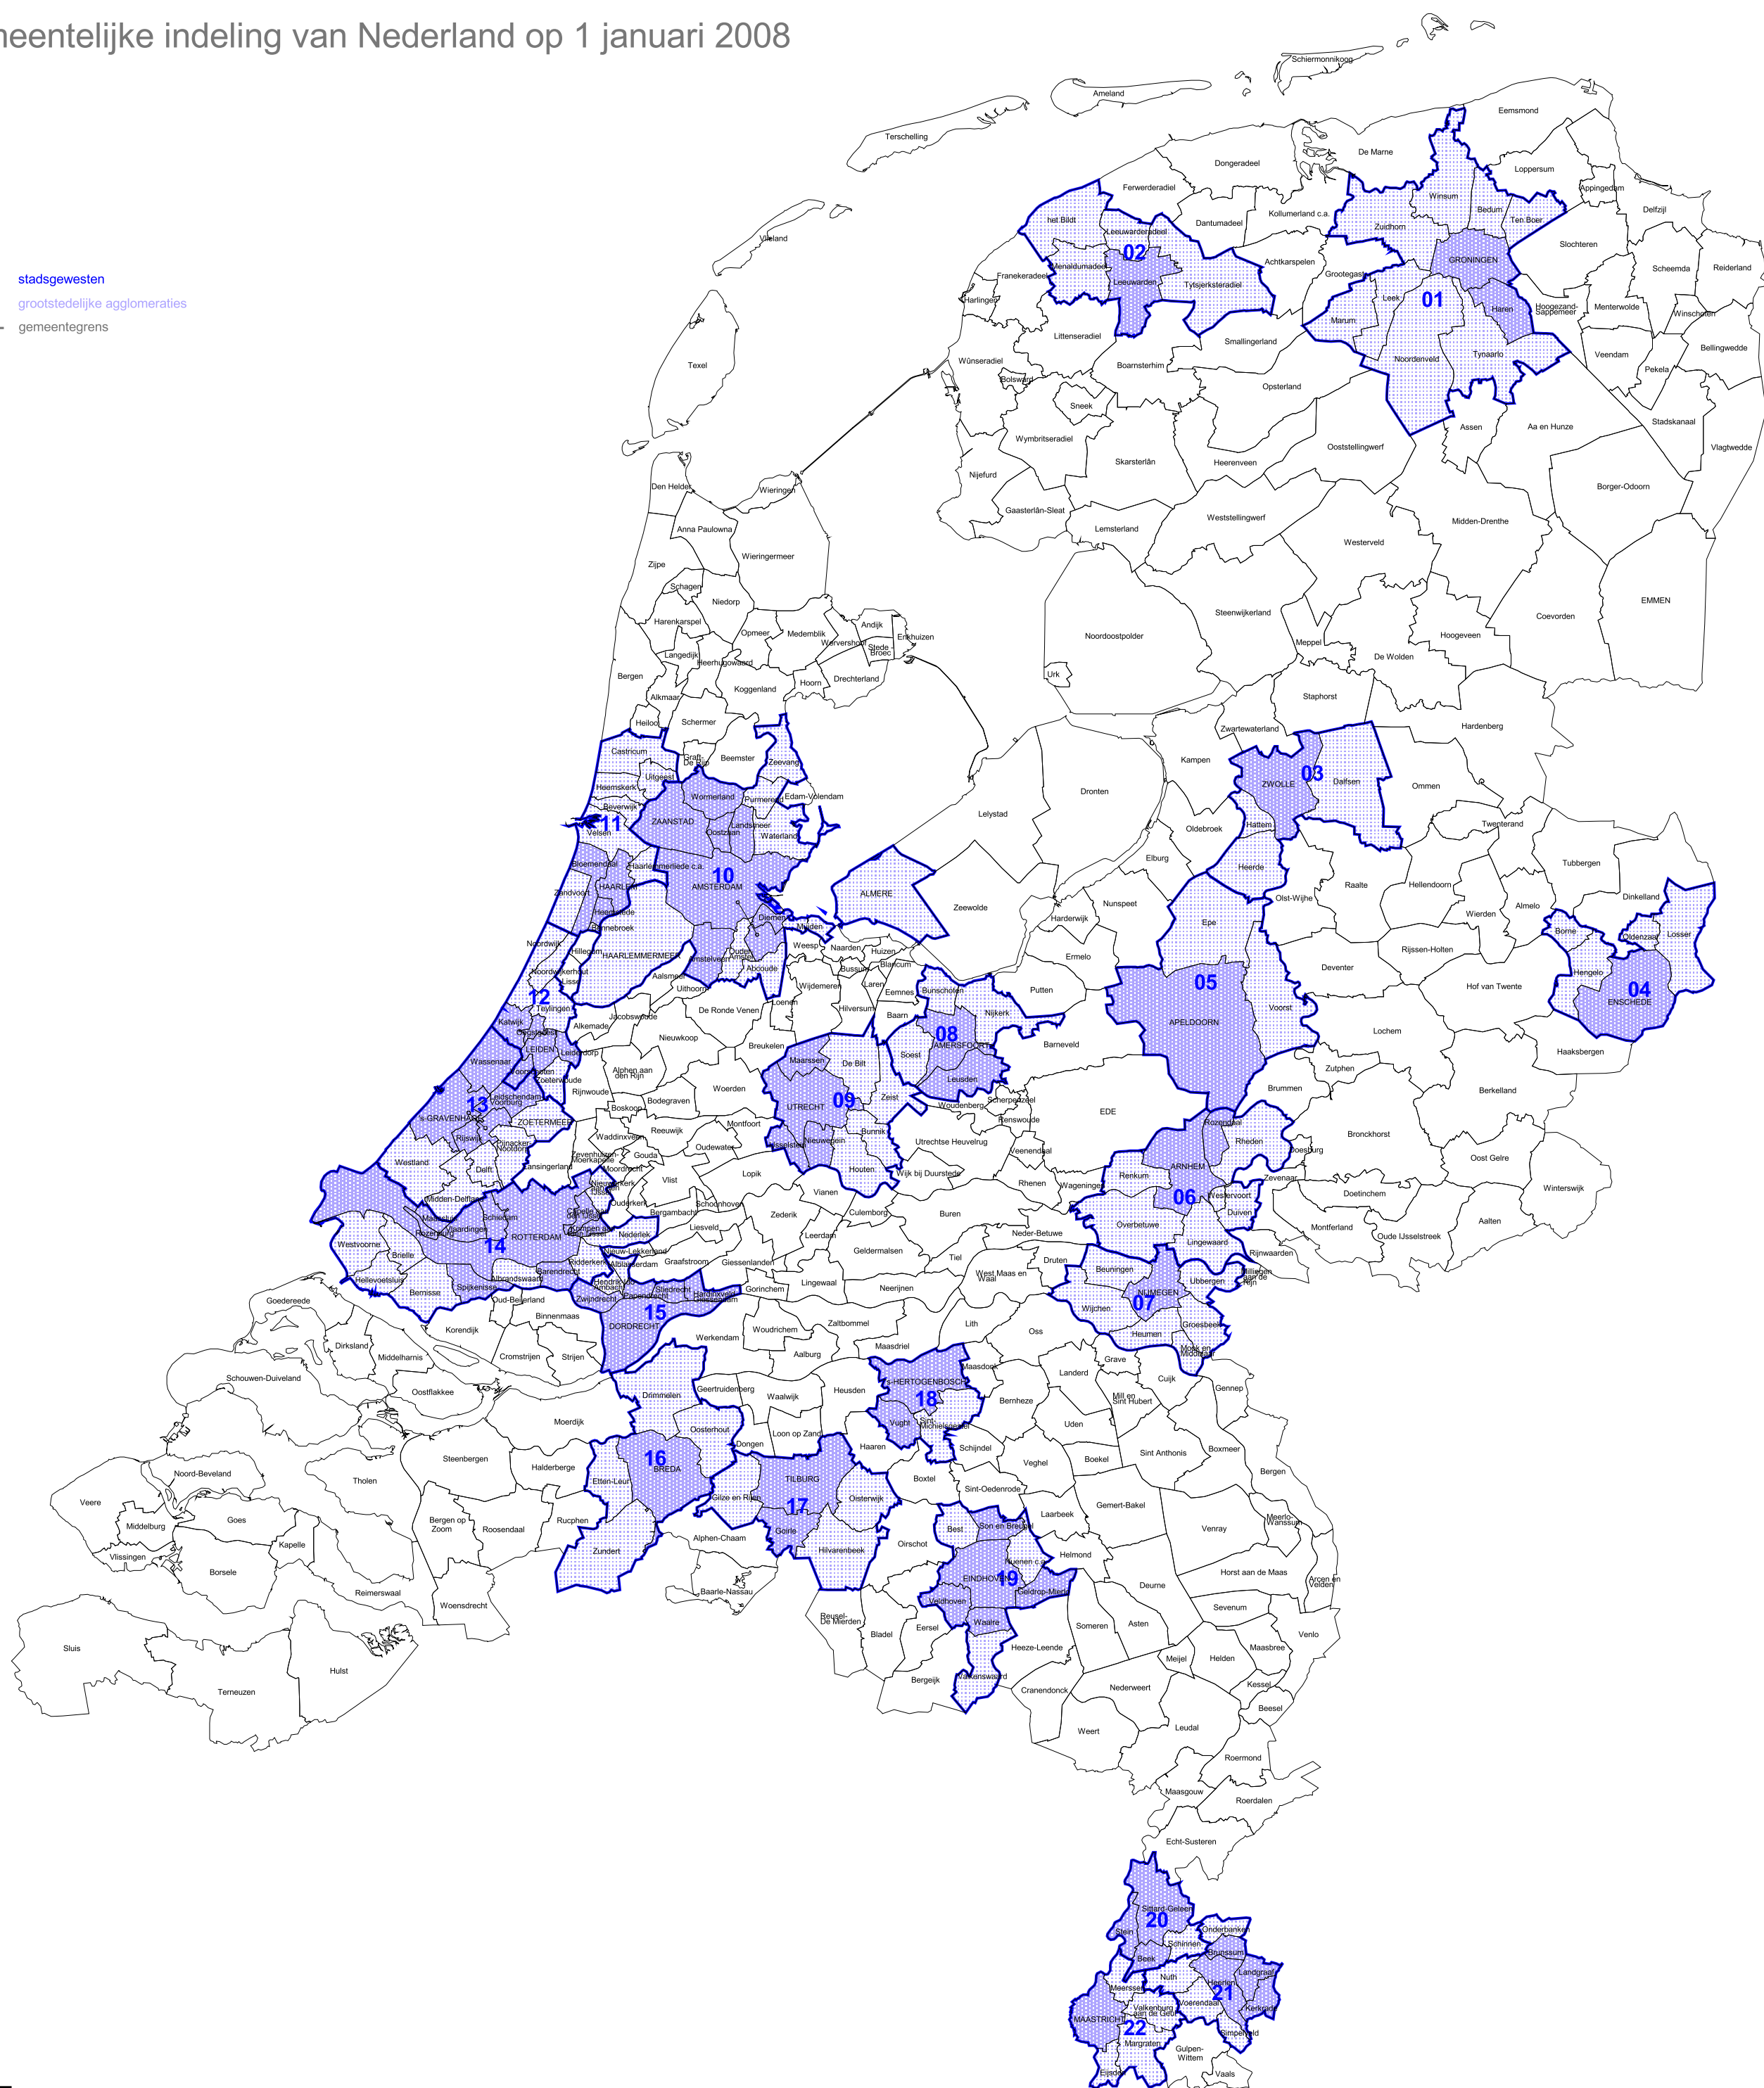 neentelijke indeling van Nederland op 1 januari 2008
stadsgewesten
grootstedelijke agglomeraties
gemeentegrens
Schiermonnikoog
Ameland
Terschelling
Vlieland
Texel
Eemsmond
De Marne
Dongeradeel
Loppersum
Ferwerderadiel
Appingedam
Winsum
Bedum
Delfzijl
het Bildt
Dantumadeel
Kollumerland c.a.
Ten Boer
Zuidhorn
Leeuwarderadeel
Slochteren
02
GRONINGEN
Achtkarspelen
Menaldumadeel
Scheemda
Reiderland
Franekeradeel
Grootegast
Leeuwarden
Tytsjerksteradiel
Harlingen
Leek
01
Haren
Hoogezand-
Sappemeer
Menterwolde
Winschoten
Marum
Littenseradiel
Smallingerland
Bellingwedde
Wûnseradiel
Boarnsterhim
Noordenveld
Tynaarlo
Veendam
Pekela
Bolsward
Opsterland
Sneek
Stadskanaal
Assen
Aa en Hunze
Wymbritseradiel
Ooststellingwerf
Vlagtwedde
Skarsterlân
Heerenveen
Nijefurd
Borger-Odoorn
Gaasterlân-Sleat
Lemsterland
Weststellingwerf
Midden-Drenthe
Westerveld
Den Helder
Wieringen
Anna Paulowna
Wieringermeer
Zijpe
Schagen
Niedorp
Harenkarspel
Opmeer
Medemblik
Andijk
Wervershoof
Enkhuizen
Stede -
Broec
Langedijk
Heerhugowaard
Bergen
Koggenland
Hoorn
Drechterland
Alkmaar
Heiloo
Schermer
Steenwijkerland
Coevorden
EMMEN
Noordoostpolder
Hoogeveen
Meppel
De Wolden
Urk
Staphorst
Zwartewaterland
Hardenberg
Castricum
Graft-
De Rijp
Beemster
Zeevang
Uitgeest
Heemskerk
Wormerland
Purmerend
Edam-Volendam
Beverwijk
11
ZAANSTAD
Landsmeer
Oostzaan
Waterland
Velsen
Kampen
03
ZWOLLE
Dalfsen
Ommen
Dronten
Lelystad
Hattem
Oldebroek
Twenterand
Bloemendaal
Haarlemmerliede c.a.
10
AMSTERDAM
HAARLEM
Zandvoort
Heemstede
Bennebroek
Diemen
Muiden
ALMERE
Zeewolde
Elburg
Heerde
Tubbergen
Raalte
Hellendoorn
Dinkelland
Nunspeet
Olst-Wijhe
Almelo
Wierden
Harderwijk
Epe
Borne
Oldenzaal
Losser
Noordwijk
Hillegom
HAARLEMMERMEER
Ouder-
Amstel
Amstelveen
Abcoude
Weesp
Naarden
Huizen
Bussum
Blaricum
Ermelo
Rijssen-Holten
Deventer
Hengelo
Noordwijkerhout
Lisse
Aalsmeer
Uithoorn
Wijdemeren
Laren
Eemnes
Bunschoten
Putten
05
Hof van Twente
04
ENSCHEDE
12
Teylingen
Jacobswoude
De Ronde Venen
Loenen
Hilversum
Baarn
Nijkerk
Voorst
APELDOORN
Katwijk
Oegstgeest
Alkemade
Nieuwkoop
Breukelen
08
AMERSFOORT
Barneveld
Lochem
LEIDEN
Leiderdorp
Haaksbergen
Wassenaar
Voorschoten
Zoeterwoude
Alphen aan
den Rijn
Maarssen
De Bilt
Soest
Leusden
Zutphen
Rijnwoude
Woerden
Brummen
Berkelland
Leidschendam-
Voorburg
13
's GRAVENHAGE
ZOETERMEER
Boskoop
Bodegraven
UTRECHT
09
Zeist
Woudenberg
Scherpenzeel
Renswoude
EDE
Rijswijk
Pijnacker-
Nootdorp
Waddinxveen
Reeuwijk
Montfoort
Nieuwegein
Bunnik
Utrechtse Heuvelrug
Rozendaal
Rheden
Bronckhorst
Oudewater
IJsselstein
Veenendaal
Doesburg
Oost Gelre
Westland
Delft
Lansingerland
Zevenhuizen-
Moerkapelle
Gouda
Moordrecht
Houten
Wijk bij Duurstede
ARNHEM
Renkum
Zevenaar
Vlist
Lopik
Rhenen
Wageningen
Winterswijk
Nieuwerkerk
Midden-Delfland
Ouderkerk
Schoonhoven
Vianen
06
Westervoort
Doetinchem
Bergambacht
Culemborg
Buren
Duiven
Aalten
Schiedam
Maassluis
Vlaardingen
Rozenburg
Zederik
Montferland
Overbetuwe
Krimpen aan
Nederlek
Liesveld
Leerdam
Neder-Betuwe
Oude IJsselstreek
ROTTERDAM
14
Lingewaard
Westvoorne
Brielle
Nieuw-Lekkerland
Geldermalsen
Tiel
Druten
Rijnwaarden
Ridderkerk
Alblasserdam
Graafstroom
Giessenlanden
Beuningen
Ubbergen
Millingen
aan de
Rijn
Barendrecht
Albrandswaard
West Maas en
Waal
Hellevoetsluis
Spijkenisse
Lingewaal
Neerijnen
NIJMEGEN
07
Bernisse
Sliedrecht
Papendrecht
Hardinxveld-
Giessendam
Gorinchem
Wijchen
Zwijndrecht
15
Goedereede
Oud-Beijerland
Binnenmaas
DORDRECHT
Woudrichem
Zaltbommel
Lith
Oss
Heumen
Groesbeek
Korendijk
Werkendam
Maasdriel
Dirksland
Middelharnis
Cromstrijen
Strijen
Aalburg
Mook en
Middelaar
Grave
Maasdonk
Landerd
Cuijk
Schouwen-Duiveland
Gennep
Oostflakkee
Drimmelen
Geertruidenberg
Waalwijk
Heusden
's-HERTOGENBOSCH
18
Bernheze
Mill en
Sint Hubert
Vught
Sint-
Michielsgestel
Moerdijk
Oosterhout
Loon op Zand
Uden
Dongen
Haaren
Schijndel
Sint Anthonis
Boxmeer
Steenbergen
16
BREDA
Halderberge
Veghel
Boekel
Noord-Beveland
Tholen
Etten-Leur
TILBURG
Boxtel
Bergen
Sint-Oedenrode
Gilze en Rijen
17
Oisterwijk
Veere
Gemert-Bakel
Laarbeek
Middelburg
Goes
Bergen op
Zoom
Roosendaal
Rucphen
Meerlo-
Wanssum
Venray
Goirle
Best
Son en Breugel
Alphen-Chaam
Oirschot
Kapelle
Zundert
Hilvarenbeek
Nuenen c.a.
Helmond
Vlissingen
Borsele
EINDHOVEN
19
Horst aan de Maas
Arcen en
Velden
Reimerswaal
Baarle-Nassau
Geldrop-Mierlo
Deurne
Woensdrecht
Veldhoven
Sevenum
Reusel-
De Mierden
Waalre
Someren
Asten
Eersel
Bladel
Venlo
Sluis
Heeze-Leende
Maasbree
Meijel
Helden
Hulst
Bergeijk
Valkenswaard
Terneuzen
Cranendonck
Nederweert
Kessel
Beesel
Weert
Leudal
Roermond
Maasgouw
Roerdalen
Echt-Susteren
Sittard-Geleen
20
Stein
Onderbanken
Schinnen
Brunssum
Beek
Nuth
Landgraaf
Heerlen
Meerssen
21
Voerendaal
Kerkrade
Valkenburg
aan de Geul
MAASTRICHT
22
Simpelveld
Margraten
Gulpen-
Wittem
Eijsden
Vaals